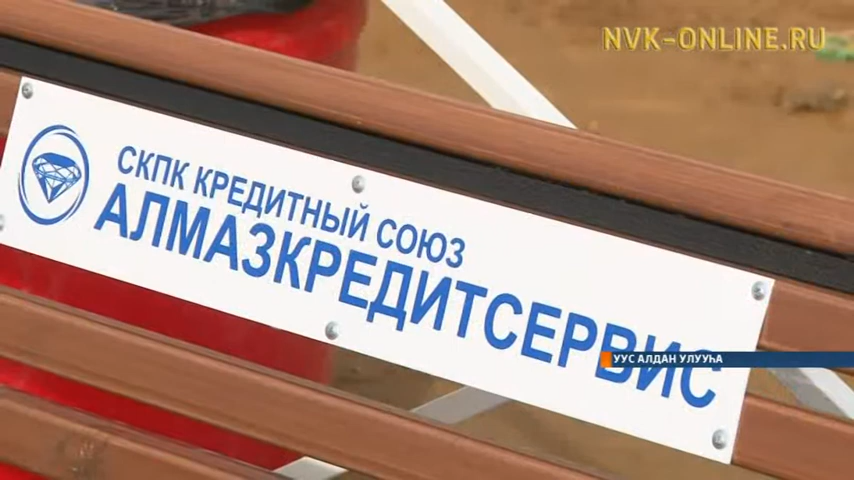 NVK-ONLINE.RU
СКПК КРЕДИТНЫЙ СОЮЗ
АЛМАЗКРЕДИТСЕРВИС
УУС АЛДАН УЛУУҺА